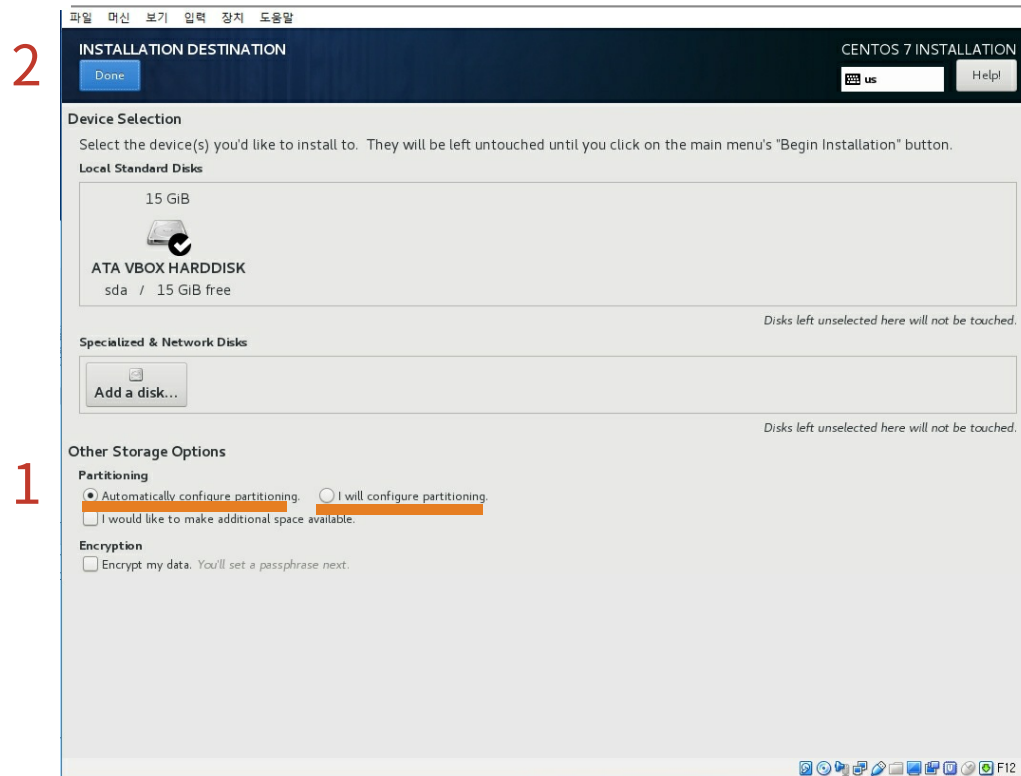 파일 머신 보기 입력 장치 도움말
2
INSTALLATION DESTINATION
CENTOS 7 INSTALLATION
Done
us
Help!
Device Selection
Select the device(s) you'd like to install to. They will be left untouched until you click on the main menu's "Begin Installation" button.
Local Standard Disks
15 GiB
ATA VBOX HARDDISK
sda / 15 GiB free
Disks left unselected here will not be touched.
Specialized & Network Disks
Add a disk...
Disks left unselected here will not be touched.
Other Storage Options
1
Partitioning
Automatically configure partitioning. I will configure partitioning.
I would like to make additional space available.
Encryption
Encrypt my data. You'll set a passphrase next.
F12